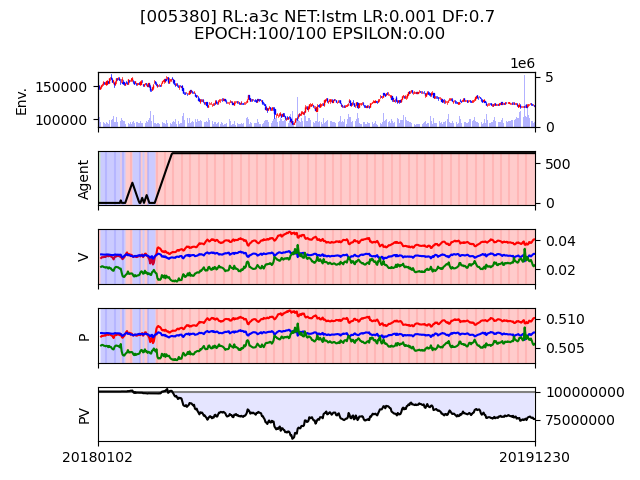 [005380] RL:a3c NET:lstm LR:0.001 DF:0.7
EPOCH:100/100 EPSILON:0.00
1e6
Env.
150000
100000
5
0
Agent
500
0
V
0.04
0.02
P
0.510
0.505
PV
100000000
75000000
20180102
20191230